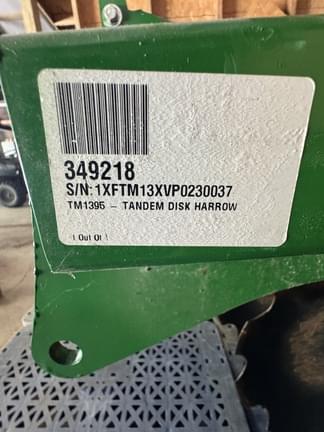 349218
S/N:1XFTM13XVP0230037
TM1395 – TANDEM DISK HARROW
1 Out Of 1